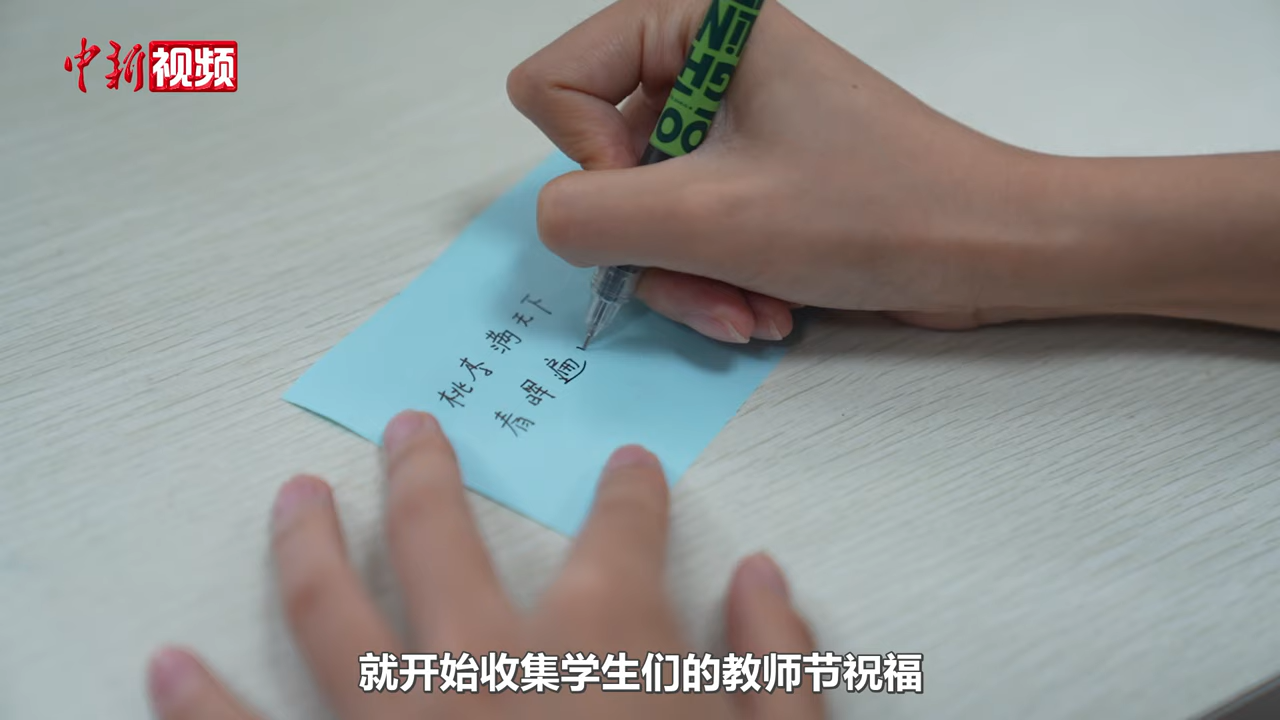 中新视频
桃李满天下
春晖遍
就开始收集学生们的教师节祝福